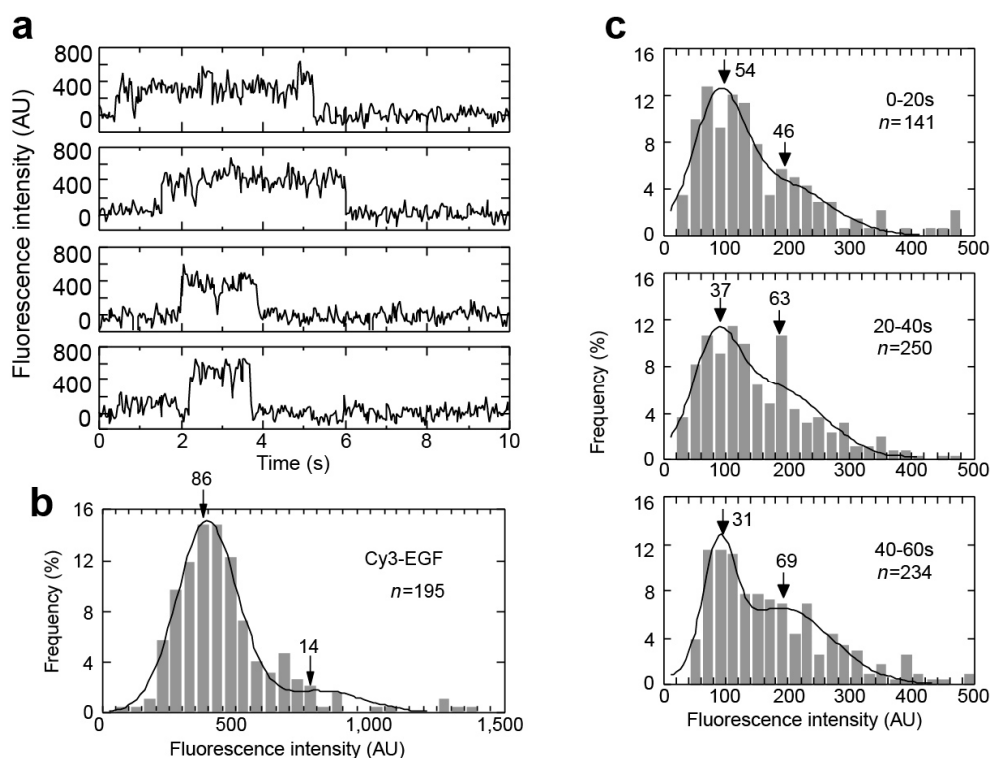 a
Fluorescence intensity (AU)
800
400
0
800
400
0
800
400
0
800
400
0
0 2 4 6 8 10
Time (s)
b
Frequency (%)
16
12
8
4
0
86
14
Cy3-EGF
n=195
0 500 1,000 1,500
Fluorescence intensity (AU)
c
Frequency (%)
16
12
8
4
0
54
46
0-20s
n=141
0 100 200 300 400 500
16
12
8
4
0
37
63
20-40s
n=250
0 100 200 300 400 500
16
12
8
4
0
31
69
40-60s
n=234
0 100 200 300 400 500
Fluorescence intensity (AU)